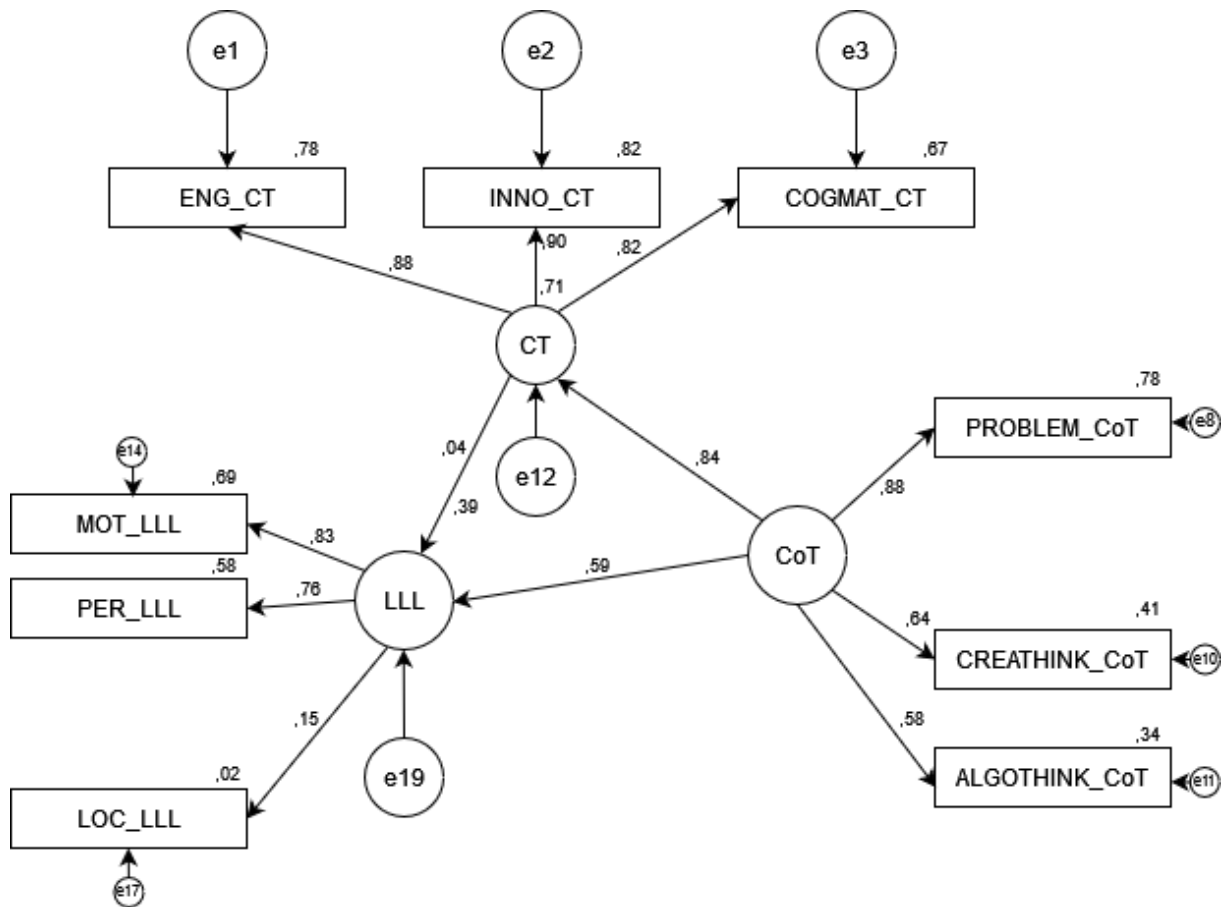 e1
e2
e3
,78
,82
,67
ENG_CT
INNO_CT
COGMAT_CT
,88
,90
,82
,71
CT
e12
,04
,39
,84
,78
PROBLEM_CoT
e8
,88
e14
,69
MOT_LLL
,83
,58
PER_LLL
,76
LLL
,59
CoT
,64
,41
CREATHINK_CoT
e10
,58
,34
ALGOTHINK_CoT
e11
,15
,02
LOC_LLL
e19
e17